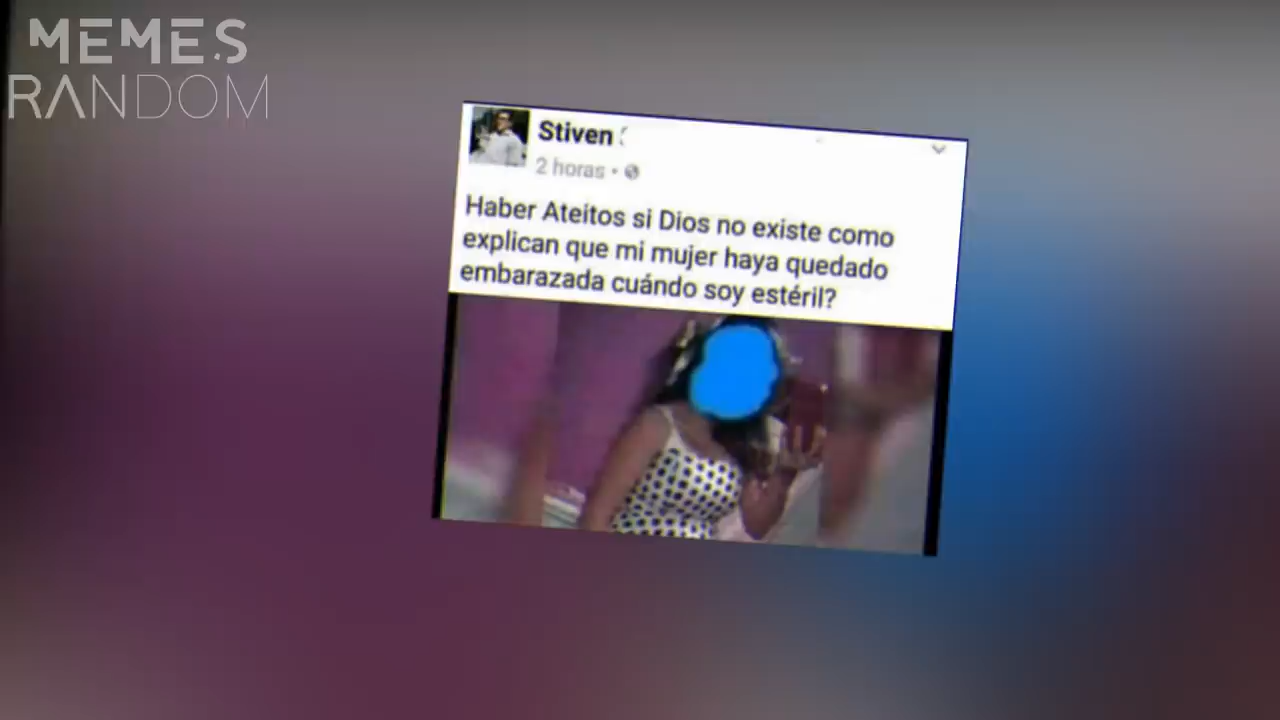 MEMES
RANDOM
Stiven
2 horas
Haber Ateitos si Dios no existe como
explican que mi mujer haya quedado
embarazada cuándo soy estéril?